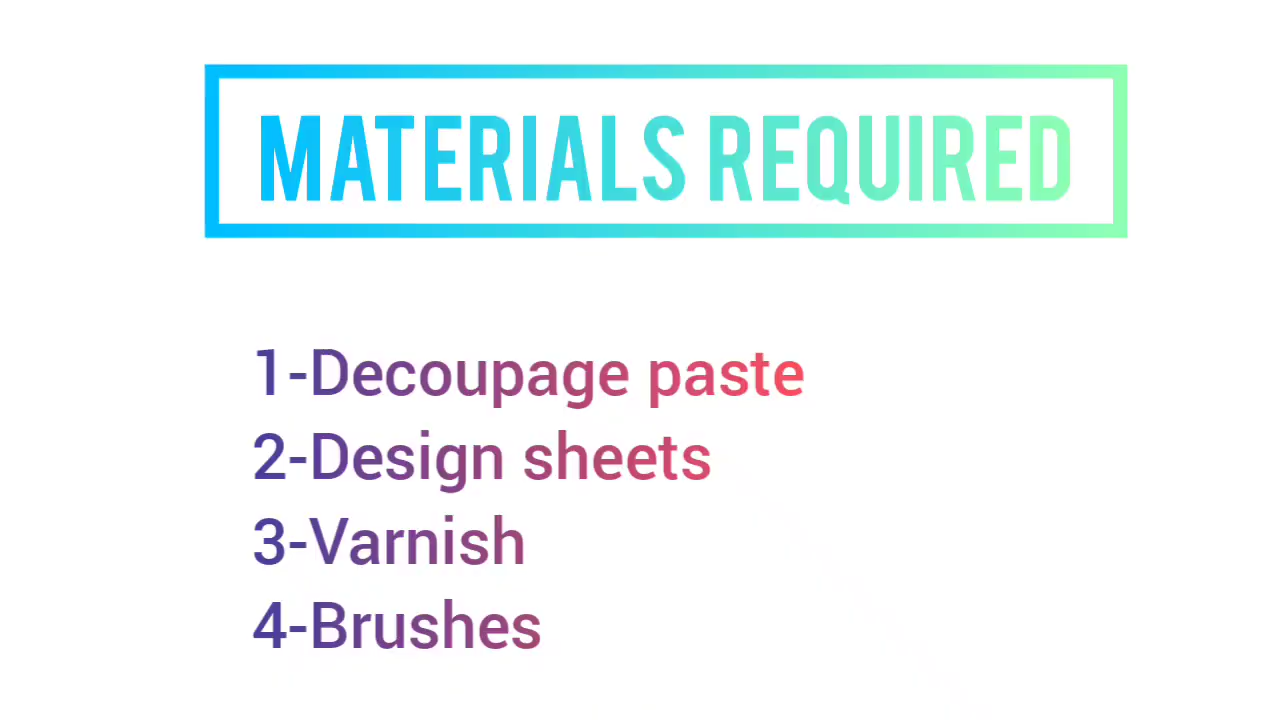 MATERIALS REQUIRED
1-Decoupage paste
2-Design sheets
3-Varnish
4-Brushes